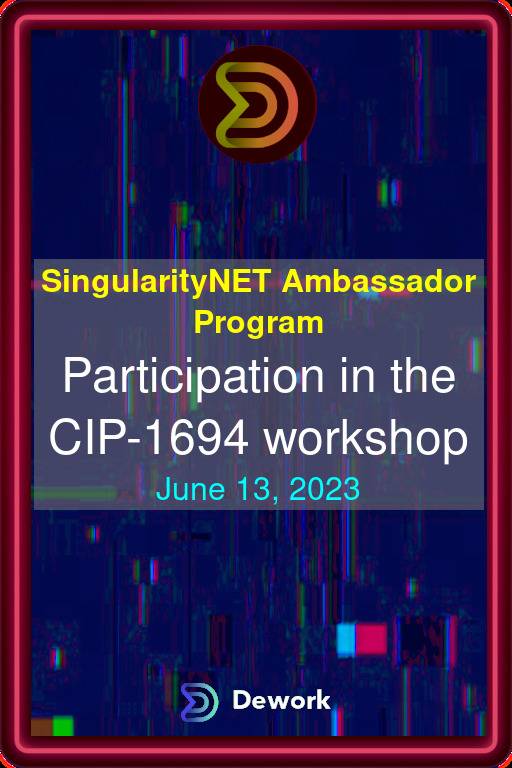 SingularityNET Ambassador
Program
Participation in the
CIP-1694 workshop
June 13, 2023
Dework